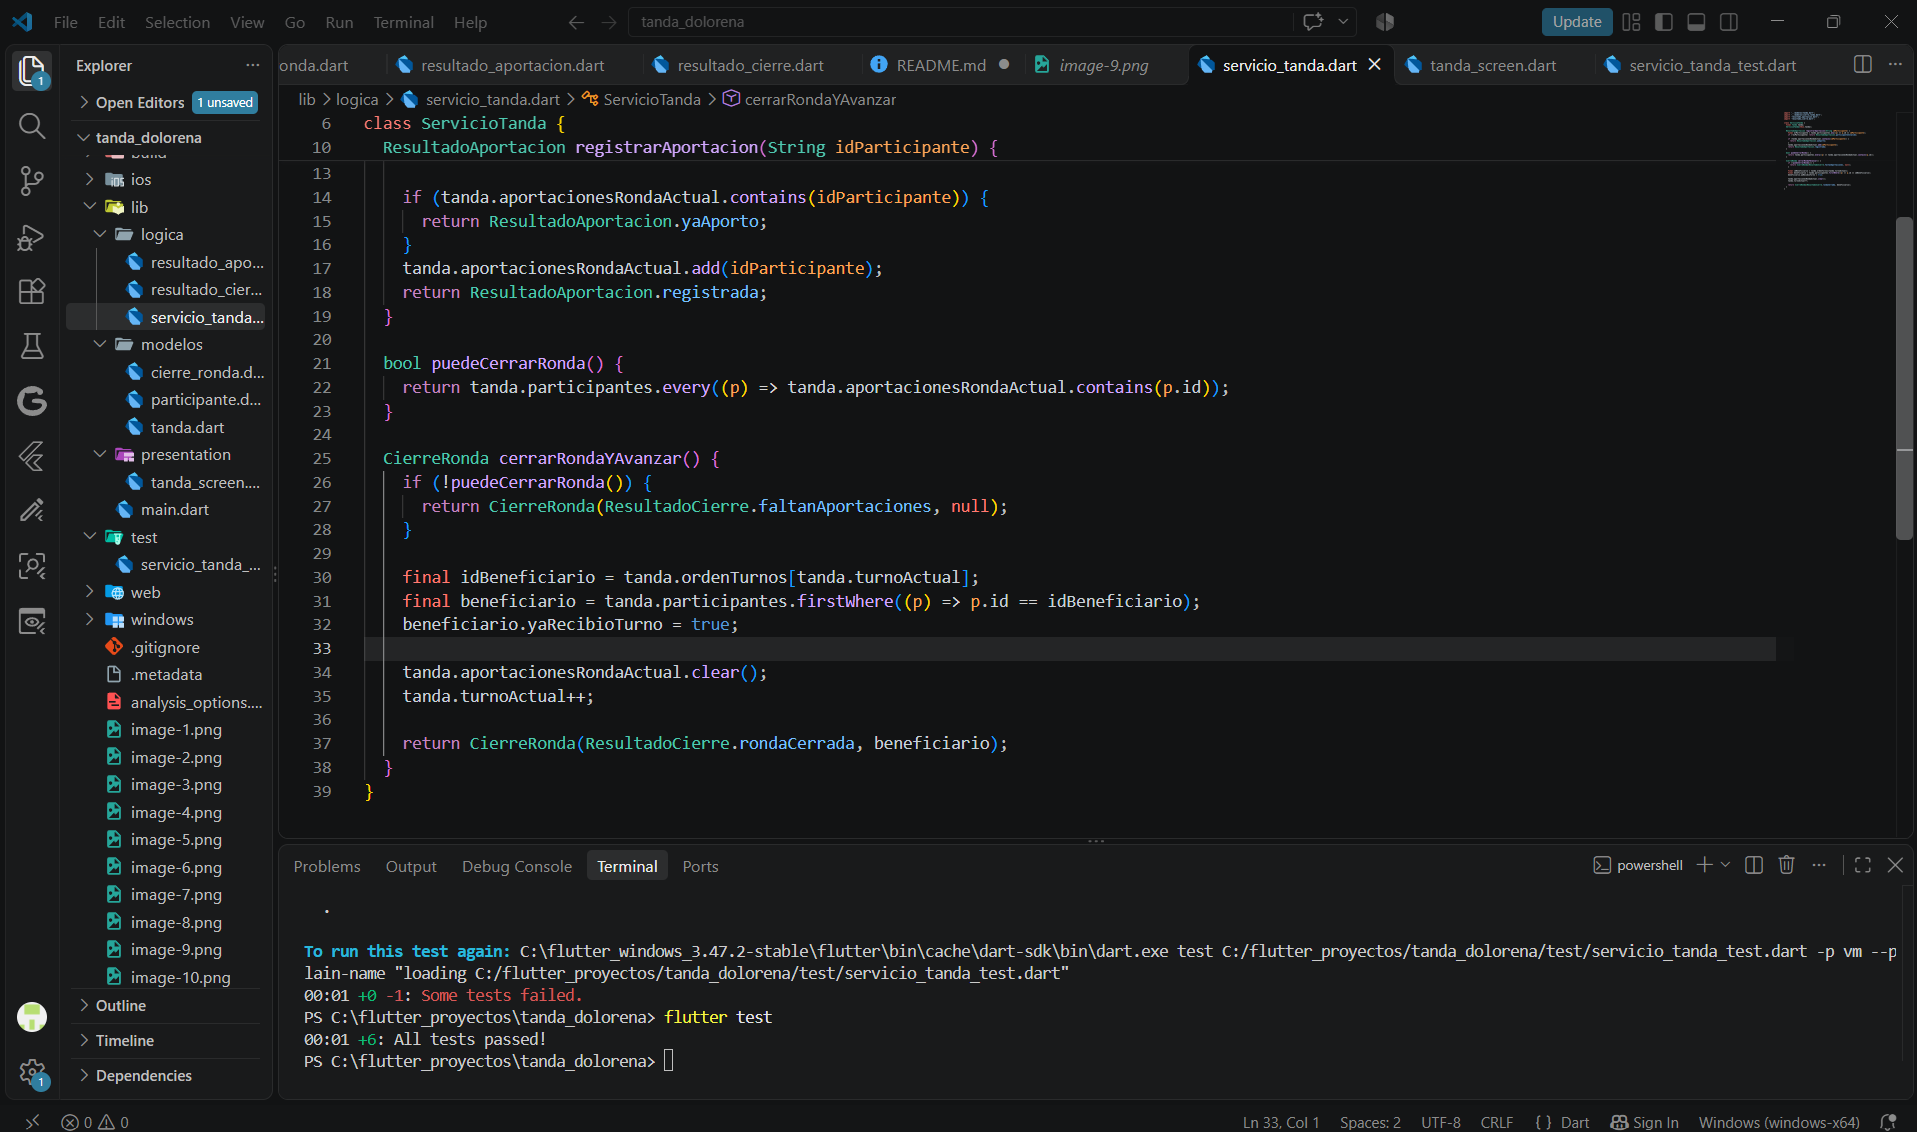 File Edit Selection View Go Run Terminal Help
tanda_dolorena
Update
Explorer
Open Editors 1 unsaved
tanda_dolorena
build
ios
lib
logica
resultado_apo...
resultado_cier...
servicio_tanda...
modelos
cierre_ronda.d...
participante.d...
tanda.dart
presentation
tanda_screen....
main.dart
test
servicio_tanda_...
web
windows
.gitignore
.metadata
analysis_options....
image-1.png
image-2.png
image-3.png
image-4.png
image-5.png
image-6.png
image-7.png
image-8.png
image-9.png
image-10.png
Outline
Timeline
Dependencies
1
1
onda.dart resultado_aportacion.dart resultado_cierre.dart README.md image-9.png servicio_tanda.dart tanda_screen.dart servicio_tanda_test.dart
lib > logica > servicio_tanda.dart > ServicioTanda > cerrarRondaYAvanzar
6 class ServicioTanda {
10 ResultadoAportacion registrarAportacion(String idParticipante) {
13
14 if (tanda.aportacionesRondaActual.contains(idParticipante)) {
15 return ResultadoAportacion.yaAporto;
16 }
17 tanda.aportacionesRondaActual.add(idParticipante);
18 return ResultadoAportacion.registrada;
19 }
20
21 bool puedeCerrarRonda() {
22 return tanda.participantes.every((p) => tanda.aportacionesRondaActual.contains(p.id));
23 }
24
25 CierreRonda cerrarRondaYAvanzar() {
26 if (!puedeCerrarRonda()) {
27 return CierreRonda(ResultadoCierre.faltanAportaciones, null);
28 }
29
30 final idBeneficiario = tanda.ordenTurnos[tanda.turnoActual];
31 final beneficiario = tanda.participantes.firstWhere((p) => p.id == idBeneficiario);
32 beneficiario.yaRecibioTurno = true;
33
34 tanda.aportacionesRondaActual.clear();
35 tanda.turnoActual++;
36
37 return CierreRonda(ResultadoCierre.rondaCerrada, beneficiario);
38 }
39 }
Problems Output Debug Console Terminal Ports
powershell
.
To run this test again: C:\flutter_windows_3.47.2-stable\flutter\bin\cache\dart-sdk\bin\dart.exe test C:/flutter_proyectos/tanda_dolorena/test/servicio_tanda_test.dart -p vm --p
lain-name "loading C:/flutter_proyectos/tanda_dolorena/test/servicio_tanda_test.dart"
00:01 +0 -1: Some tests failed.
PS C:\flutter_proyectos\tanda_dolorena> flutter test
00:01 +6: All tests passed!
PS C:\flutter_proyectos\tanda_dolorena>
0 0
Ln 33, Col 1 Spaces: 2 UTF-8 CRLF { } Dart Sign In Windows (windows-x64)